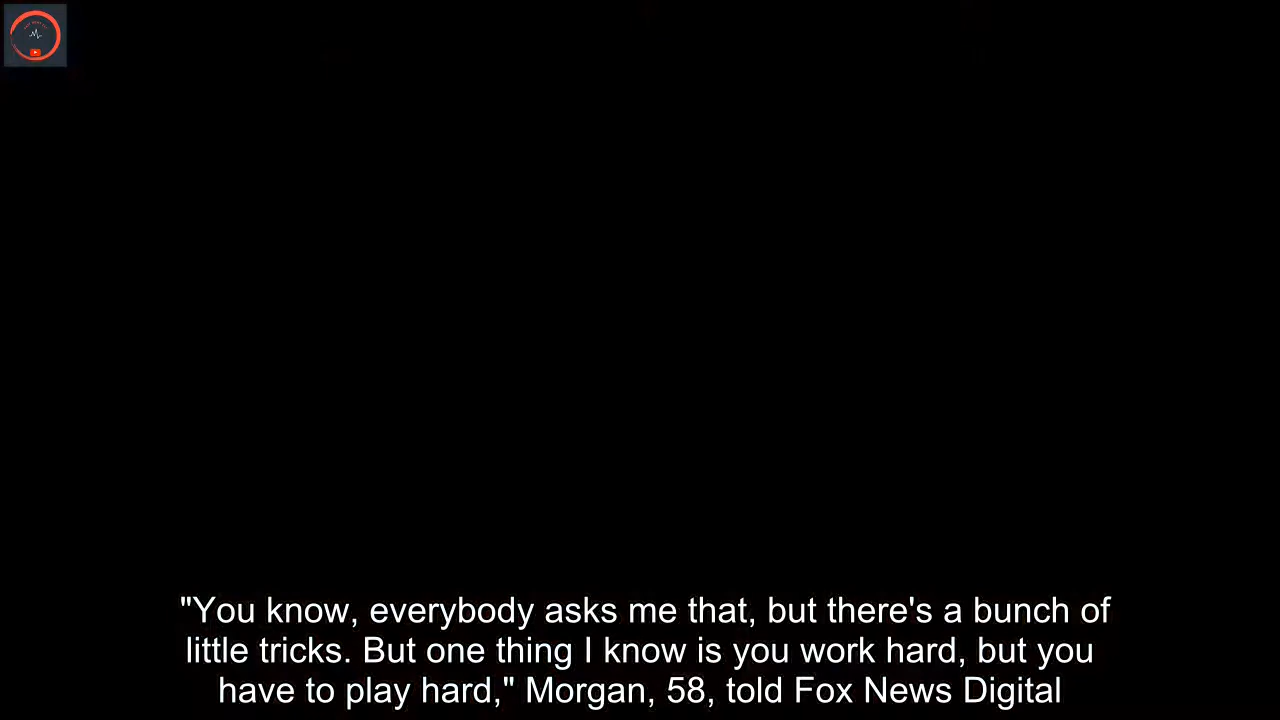 "You know, everybody asks me that, but there's a bunch of
little tricks. But one thing I know is you work hard, but you
have to play hard," Morgan, 58, told Fox News Digital